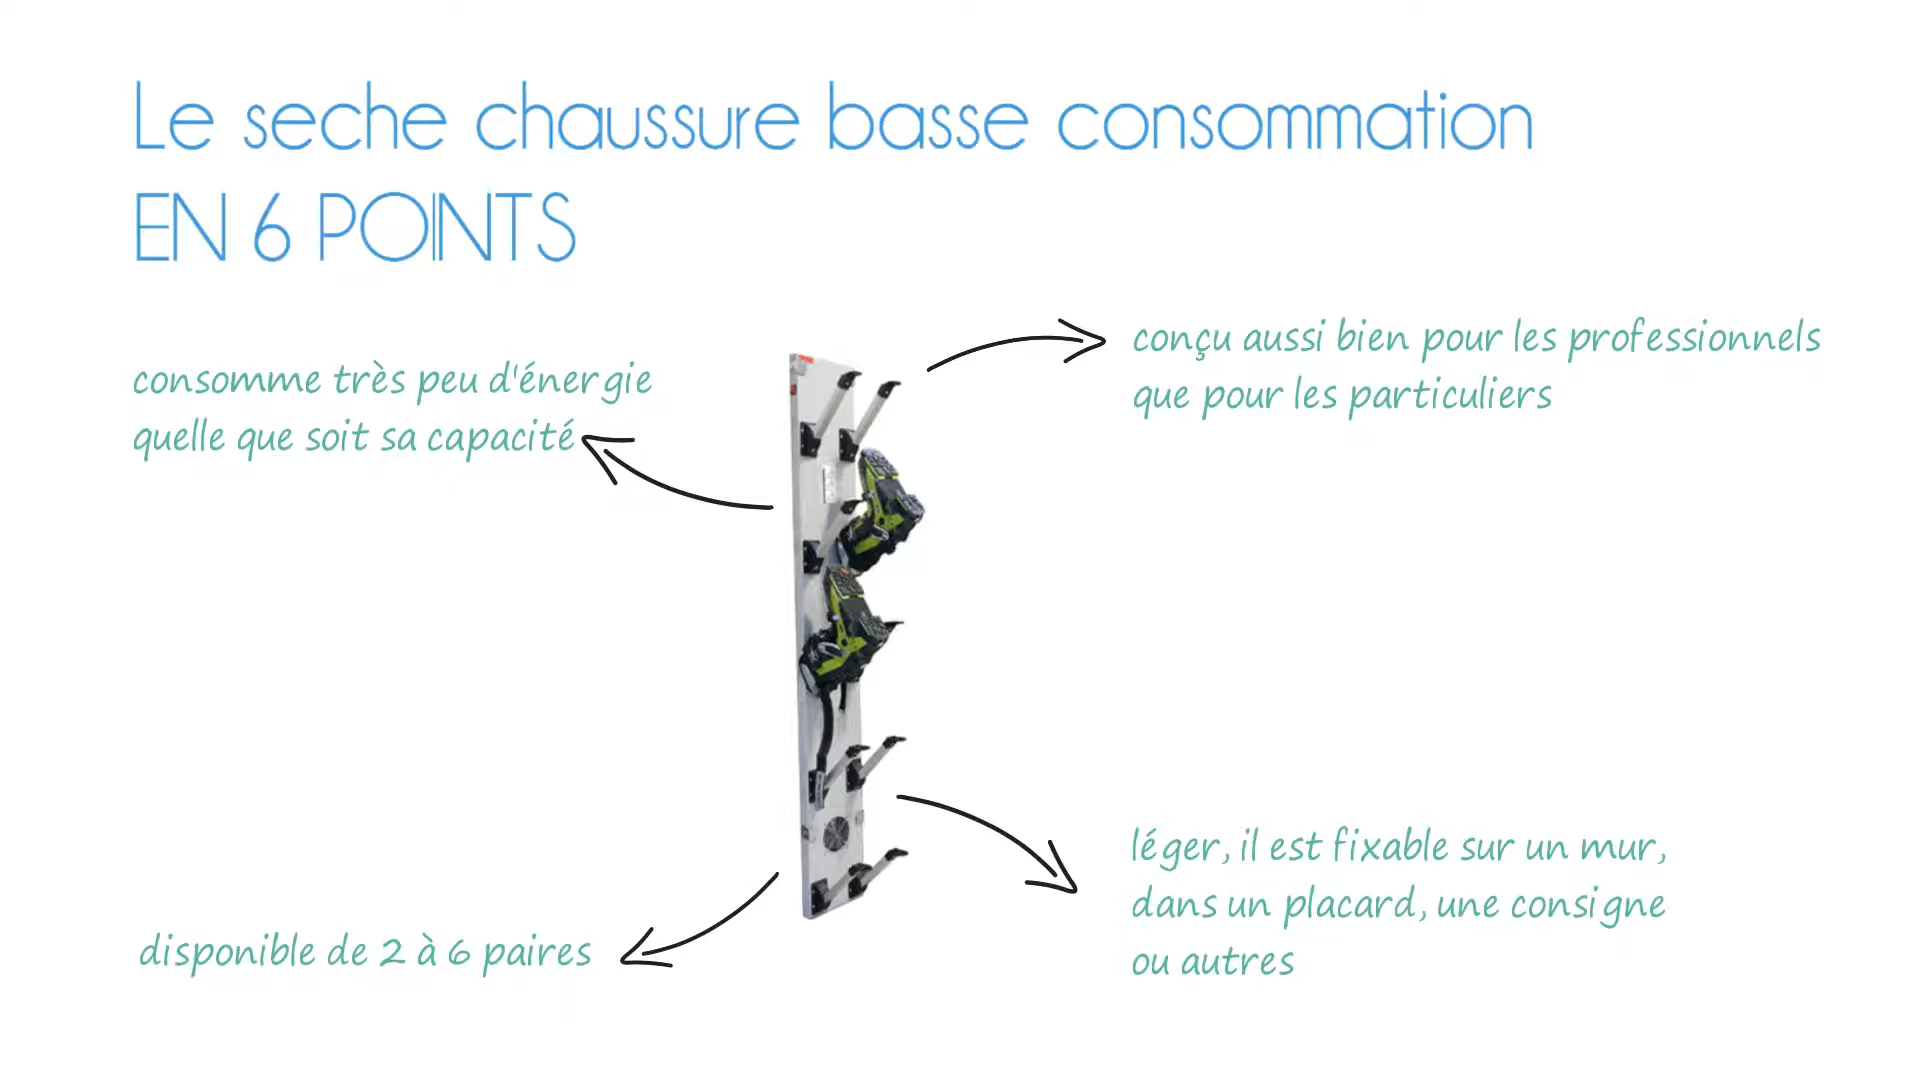 Le seche chaussure basse consommation
EN 6 POINTS
consomme très peu d'énergie
quelle que soit sa capacité
conçu aussi bien pour les professionnels
que pour les particuliers
disponible de 2 à 6 paires
léger, il est fixable sur un mur,
dans un placard, une consigne
ou autres